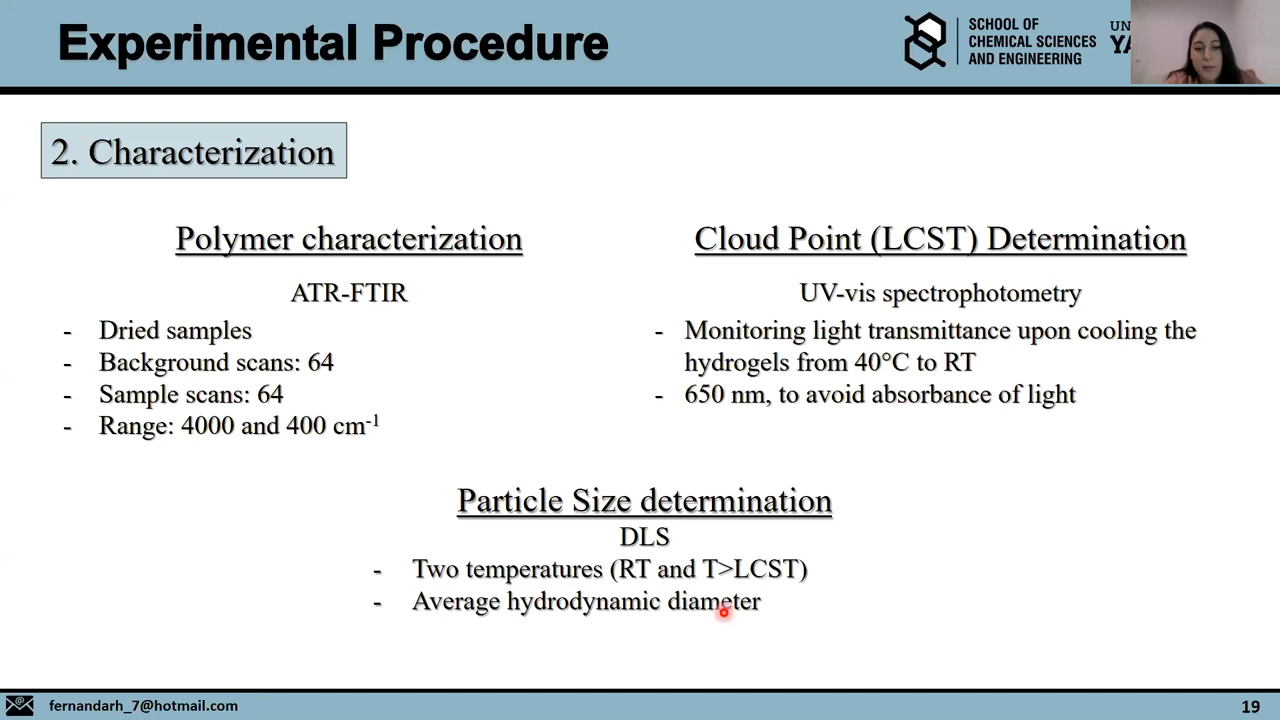 Experimental Procedure
SCHOOL OF
CHEMICAL SCIENCES
AND ENGINEERING
2. Characterization
Polymer characterization
ATR-FTIR
- Dried samples
- Background scans: 64
- Sample scans: 64
- Range: 4000 and 400 cm-1
Cloud Point (LCST) Determination
UV-vis spectrophotometry
- Monitoring light transmittance upon cooling the
hydrogels from 40°C to RT
- 650 nm, to avoid absorbance of light
Particle Size determination
DLS
- Two temperatures (RT and T>LCST)
- Average hydrodynamic diameter
fernandarh_7@hotmail.com
19